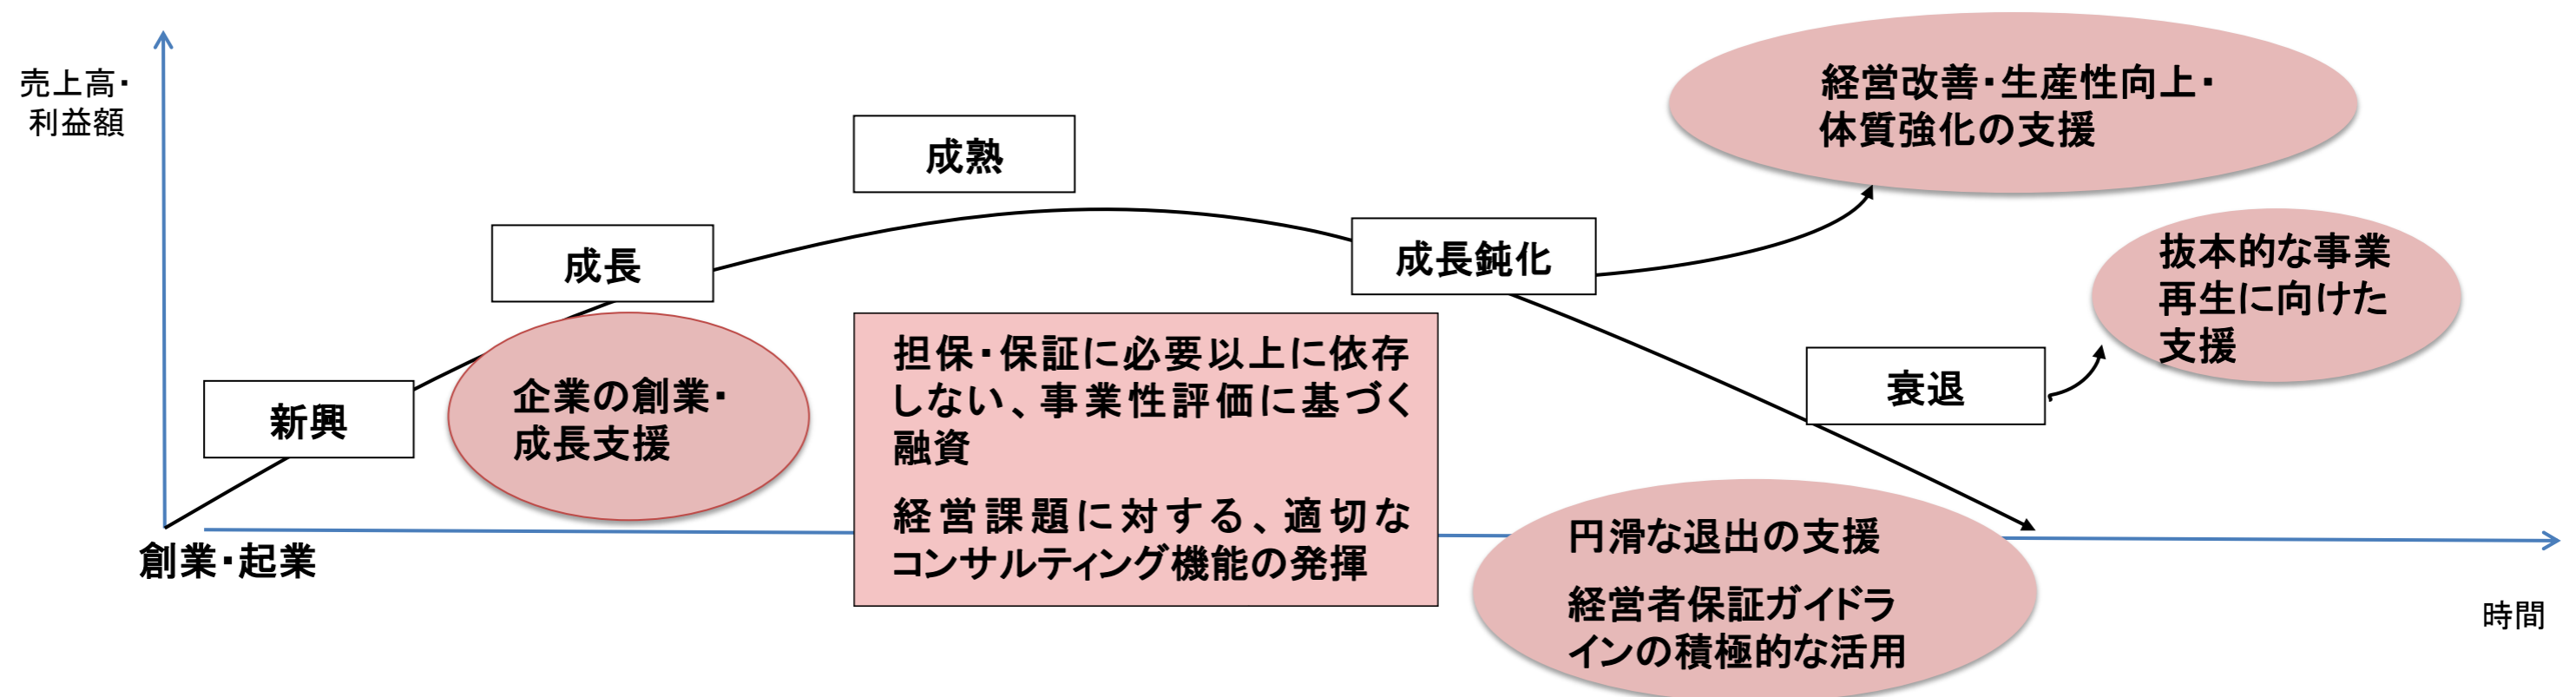 売上高・
利益額
成熟
経営改善・生産性向上・
体質強化の支援
成長
成長鈍化
抜本的な事業
再生に向けた
支援
新興
企業の創業・
成長支援
担保・保証に必要以上に依存
しない、事業性評価に基づく
融資
経営課題に対する、適切な
コンサルティング機能の発揮
衰退
創業・起業
円滑な退出の支援
経営者保証ガイドラ
インの積極的な活用
時間